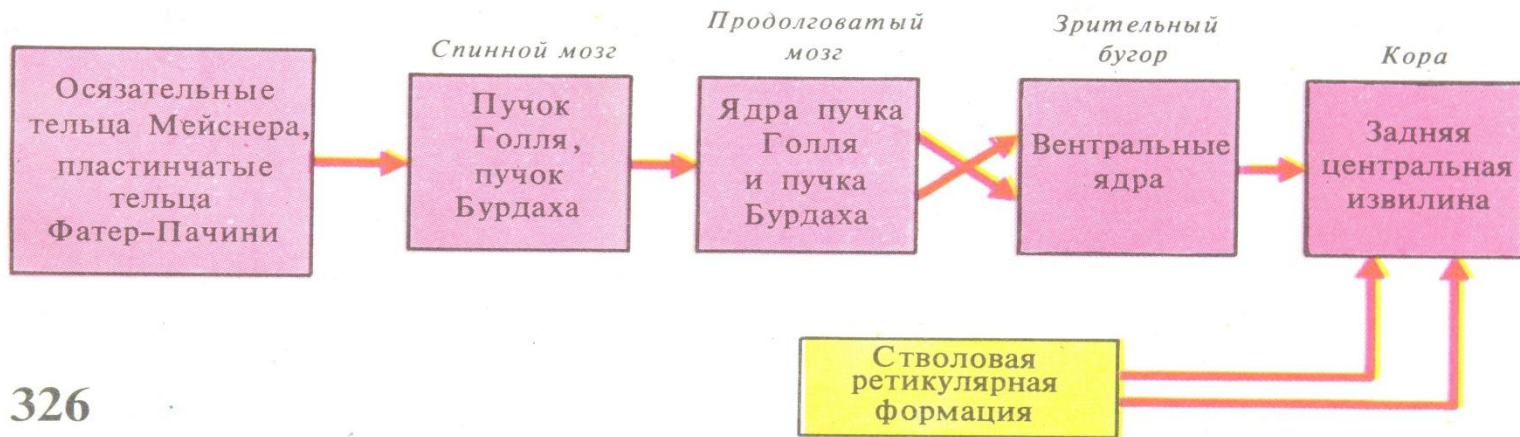 Осязательные
тельца Мейснера,
пластинчатые
тельца
Фатер-Пачини
Спинной мозг
Пучок
Голля,
пучок
Бурдаха
Продолговатый
мозг
Ядра пучка
Голля
и пучка
Бурдаха
Зрительный
бугор
Вентральные
ядра
Кора
Задняя
центральная
извилина
Стволовая
ретикулярная
формация
326